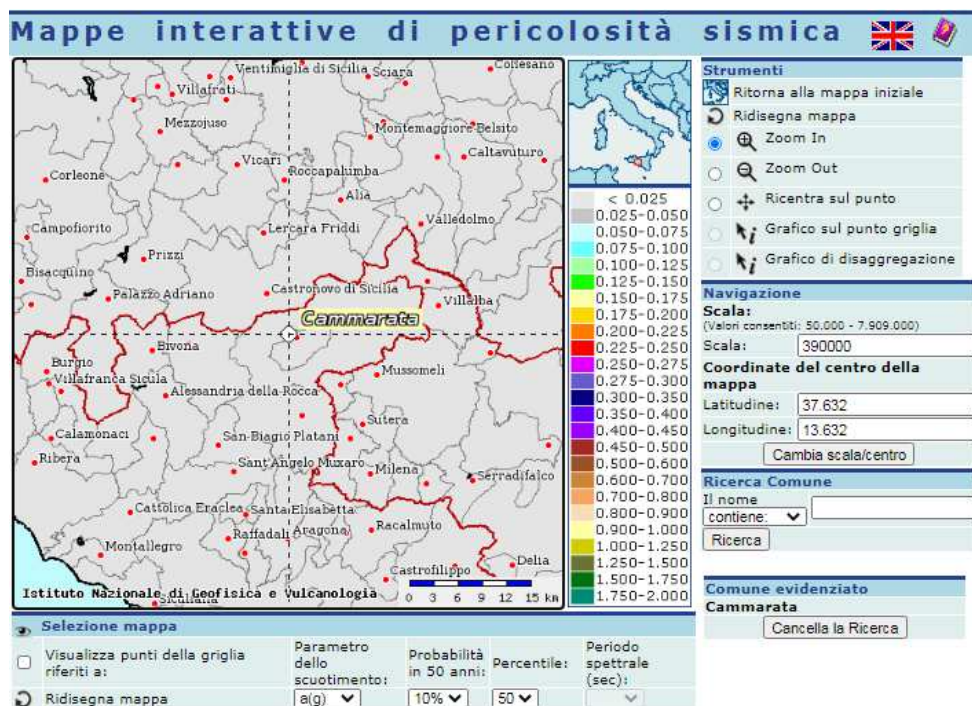 Mappe interattive di pericolosità sismica
Ventimiglia di Sicilia
Sciara
Collesano
Villafrati
Mezzojuso
Montemaggiore Belsito
Caltavuturo
Vicari
Roccapalumba
Corleone
Alia
Valledolmo
Campofiorito
Lercara Friddi
Prizzi
Bisacquino
Palazzo Adriano
Castronovo di Sicilia
Villalba
Cammarata
Bivona
Burgio
Villafranca Sicula
Mussomeli
Alessandria della Rocca
Sutera
Calamonaci
San Biagio Platani
Ribera
Sant'Angelo Muxaro
Milena
Serradifalco
Cattolica Eraclea
Santa Elisabetta
Raffadali
Aragona
Racalmuto
Montallegro
Castrofilippo
Delia
Istituto Nazionale di Geofisica e Vulcanologia
Siculiana
0 3 6 9 12 15 km
< 0.025
0.025-0.050
0.050-0.075
0.075-0.100
0.100-0.125
0.125-0.150
0.150-0.175
0.175-0.200
0.200-0.225
0.225-0.250
0.250-0.275
0.275-0.300
0.300-0.350
0.350-0.400
0.400-0.450
0.450-0.500
0.500-0.600
0.600-0.700
0.700-0.800
0.800-0.900
0.900-1.000
1.000-1.250
1.250-1.500
1.500-1.750
1.750-2.000
Strumenti
Ritorna alla mappa iniziale
Ridisegna mappa
Zoom In
Zoom Out
Ricentra sul punto
Grafico sul punto griglia
Grafico di disaggregazione
Navigazione
Scala:
(Valori consentiti: 50.000 - 7.909.000)
Scala: 390000
Coordinate del centro della
mappa
Latitudine: 37.632
Longitudine: 13.632
Cambia scala/centro
Ricerca Comune
Il nome
contiene:
Ricerca
Comune evidenziato
Cammarata
Cancella la Ricerca
Selezione mappa
Visualizza punti della griglia
riferiti a:
Parametro
dello
scuotimento:
Probabilità
in 50 anni:
Percentile:
Periodo
spettrale
(sec):
Ridisegna mappa
a(g)
10%
50